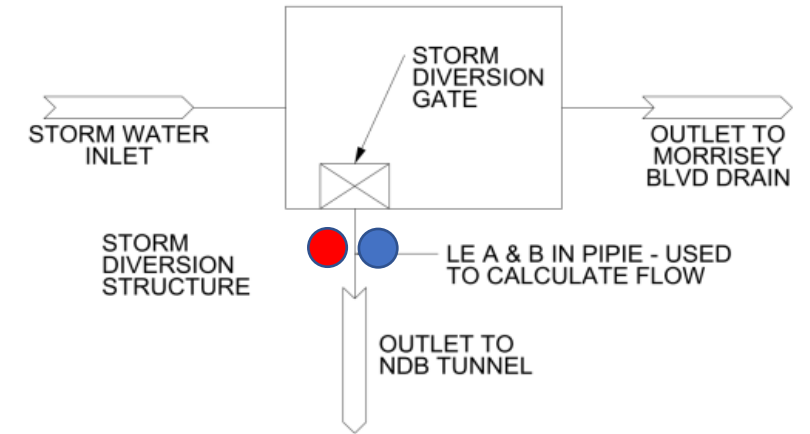 STORM
DIVERSION
GATE
STORM WATER
INLET
OUTLET TO
MORRISEY
BLVD DRAIN
STORM
DIVERSION
STRUCTURE
LE A & B IN PIPIE - USED
TO CALCULATE FLOW
OUTLET TO
NDB TUNNEL